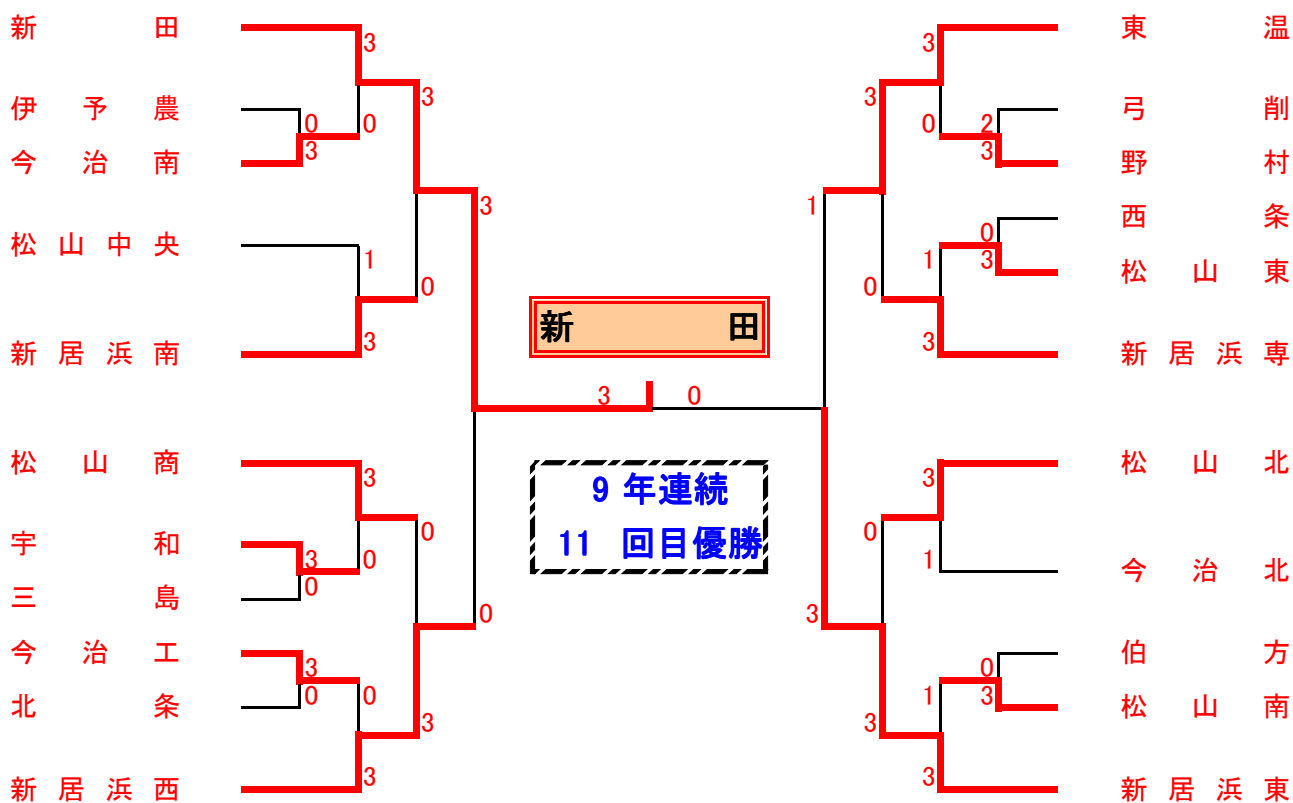 新田
3
伊予農
0
0
今治南
3
3
松山中央
1
0
新居浜南
3
3
松山商
3
0
宇和
3
0
三島
0
今治工
3
0
北条
0
3
新居浜西
3
0
新田
3 0
9 年連続
11 回目優勝
東温
3
3
弓削
2
0
野村
3
1
西条
0
松山東
3
1
0
新居浜専
3
松山北
3
0
今治北
1
伯方
0
3
松山南
3
1
3
新居浜東
3